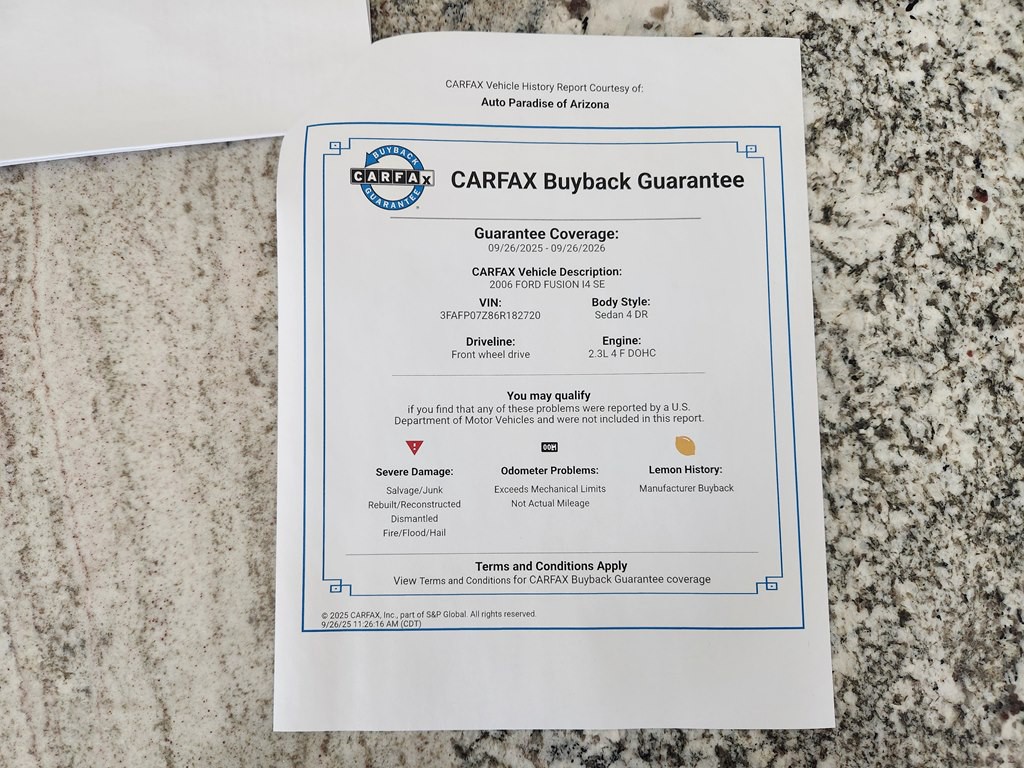 CARFAX Vehicle History Report Courtesy of:
Auto Paradise of Arizona
BUYBACK
CARFAX
GUARANTEE
CARFAX Buyback Guarantee
Guarantee Coverage:
09/26/2025 - 09/26/2026
CARFAX Vehicle Description:
2006 FORD FUSION I4 SE
VIN: Body Style:
3FAFP07Z86R182720 Sedan 4 DR
Driveline: Engine:
Front wheel drive 2.3L 4 F DOHC
You may qualify
if you find that any of these problems were reported by a U.S.
Department of Motor Vehicles and were not included in this report.
Severe Damage:
Salvage/Junk
Rebuilt/Reconstructed
Dismantled
Fire/Flood/Hail
Odometer Problems:
Exceeds Mechanical Limits
Not Actual Mileage
Lemon History:
Manufacturer Buyback
Terms and Conditions Apply
View Terms and Conditions for CARFAX Buyback Guarantee coverage
© 2025 CARFAX, Inc., part of S&P Global. All rights reserved.
9/26/25 11:26:16 AM (CDT)